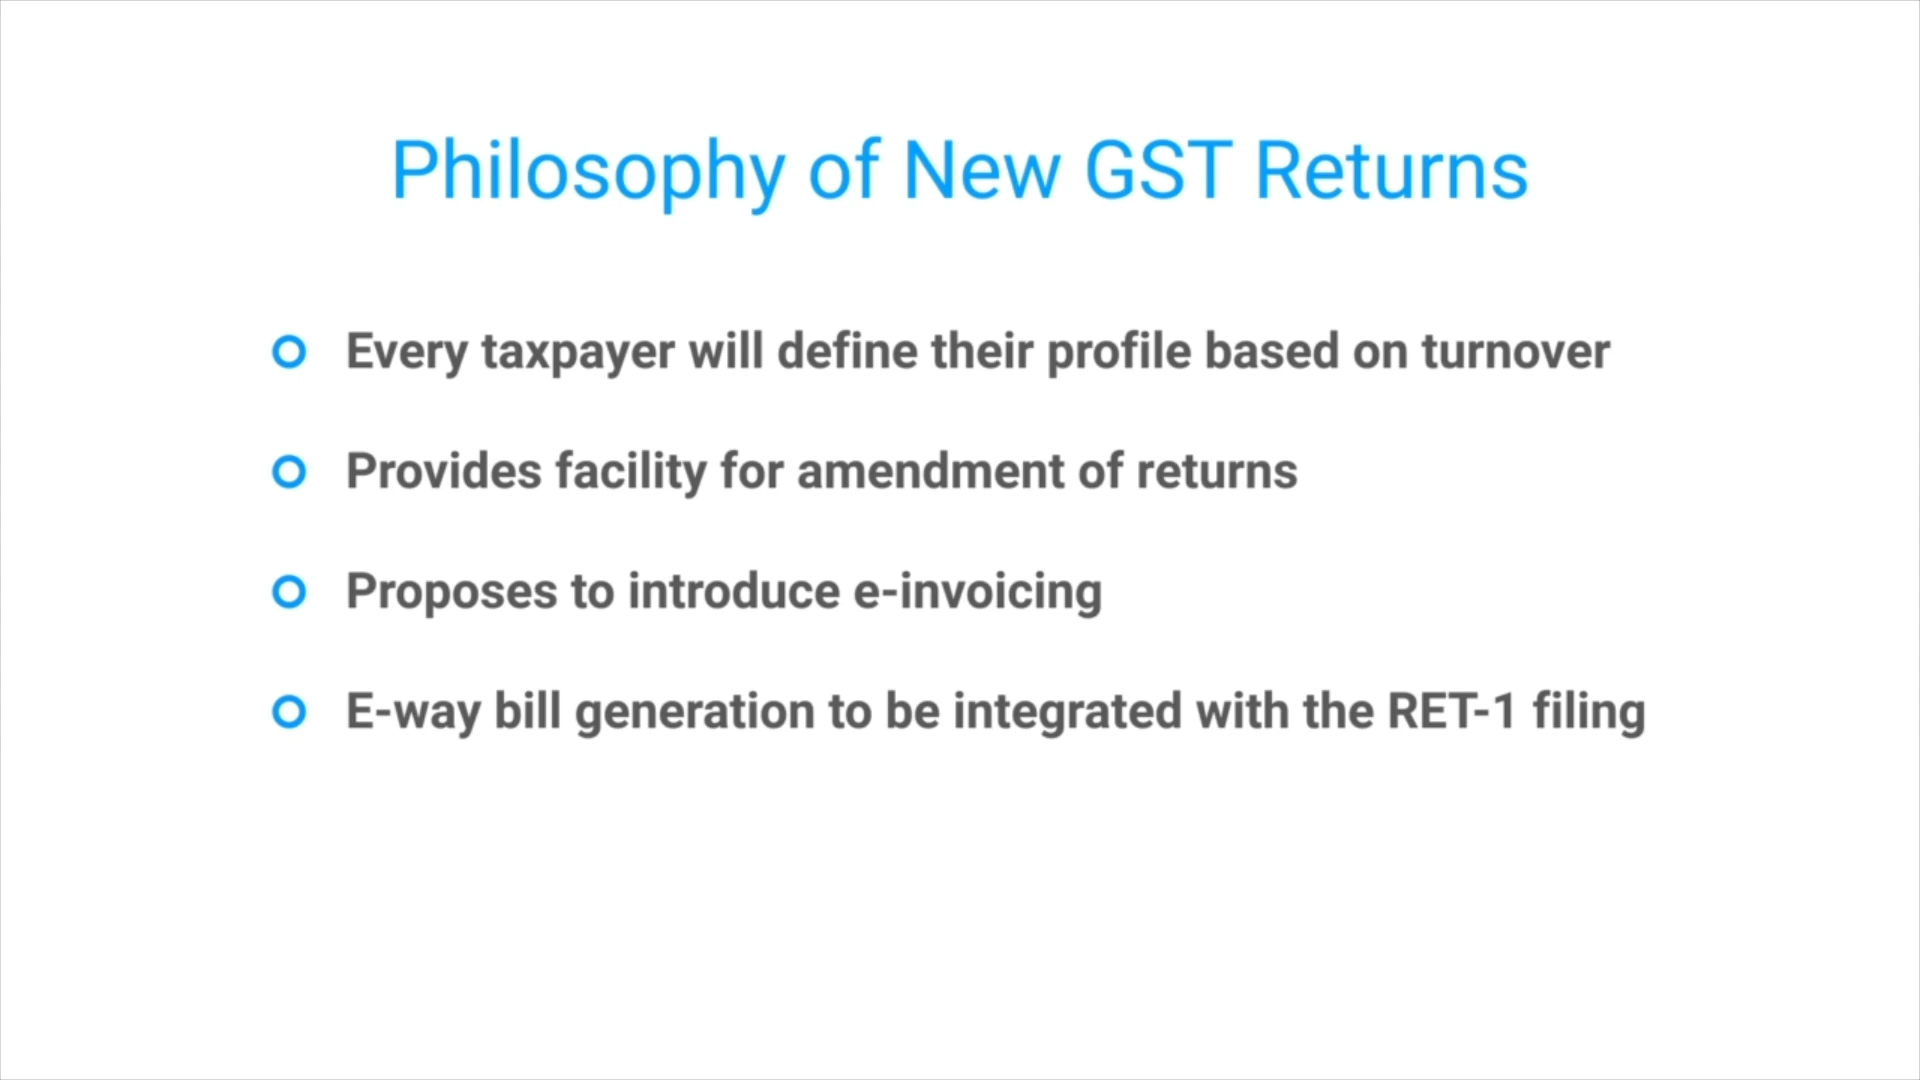 Philosophy of New GST Returns
Every taxpayer will define their profile based on turnover
Provides facility for amendment of returns
Proposes to introduce e-invoicing
E-way bill generation to be integrated with the RET-1 filing